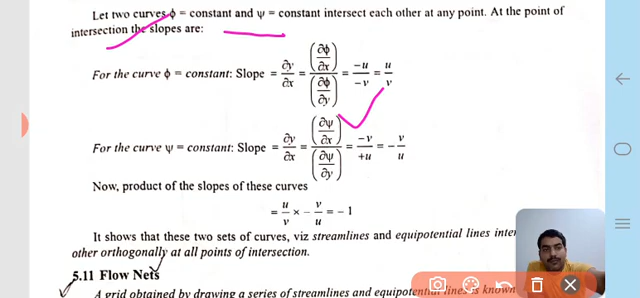 Let two curves ϕ = constant and ψ = constant intersect each other at any point. At the point of
intersection the slopes are:
For the curve ϕ = constant: Slope = ∂y/∂x = (∂ϕ/∂x)/(∂ϕ/∂y) = −u/−v = u/v
For the curve ψ = constant: Slope = ∂y/∂x = (∂ψ/∂x)/(∂ψ/∂y) = −v/+u = − v/u
Now, product of the slopes of these curves
= u/v × − v/u = − 1
It shows that these two sets of curves, viz streamlines and equipotential lines
other orthogonally at all points of intersection.
5.11 Flow Nets
A grid obtained by drawing a series of streamlines and equipotential lines is known